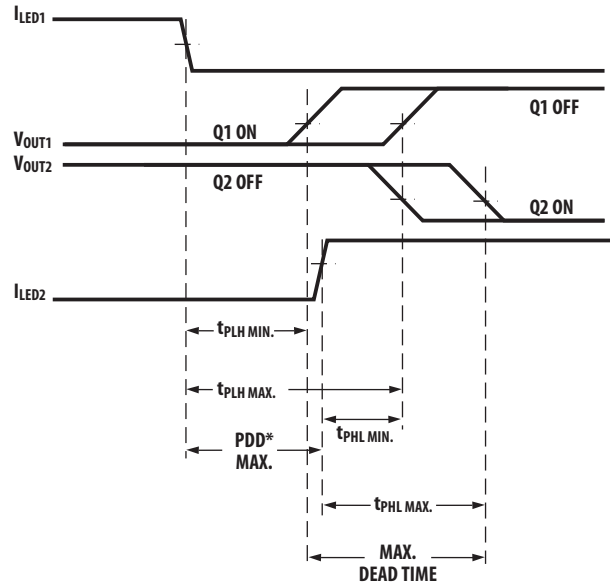 ILED1
Q1 ON
Q1 OFF
VOUT1
VOUT2
Q2 OFF
Q2 ON
ILED2
tPLH MIN.
tPLH MAX.
tPHL MIN.
PDD*
MAX.
tPHL MAX.
MAX.
DEAD TIME